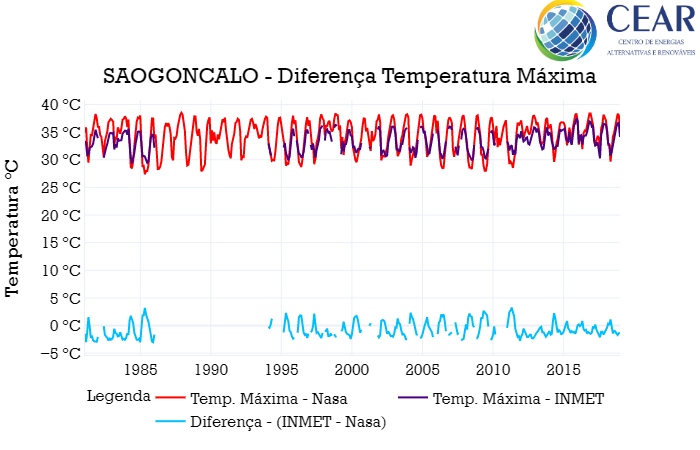 CEAR
CENTRO DE ENERGIAS
ALTERNATIVAS E RENOVÁVEIS
SAOGONCALO - Diferença Temperatura Máxima
Temperatura °C
40 °C
35 °C
30 °C
25 °C
20 °C
15 °C
10 °C
5 °C
0 °C
−5 °C
1985 1990 1995 2000 2005 2010 2015
Legenda Temp. Máxima - Nasa Temp. Máxima - INMET
Diferença - (INMET - Nasa)